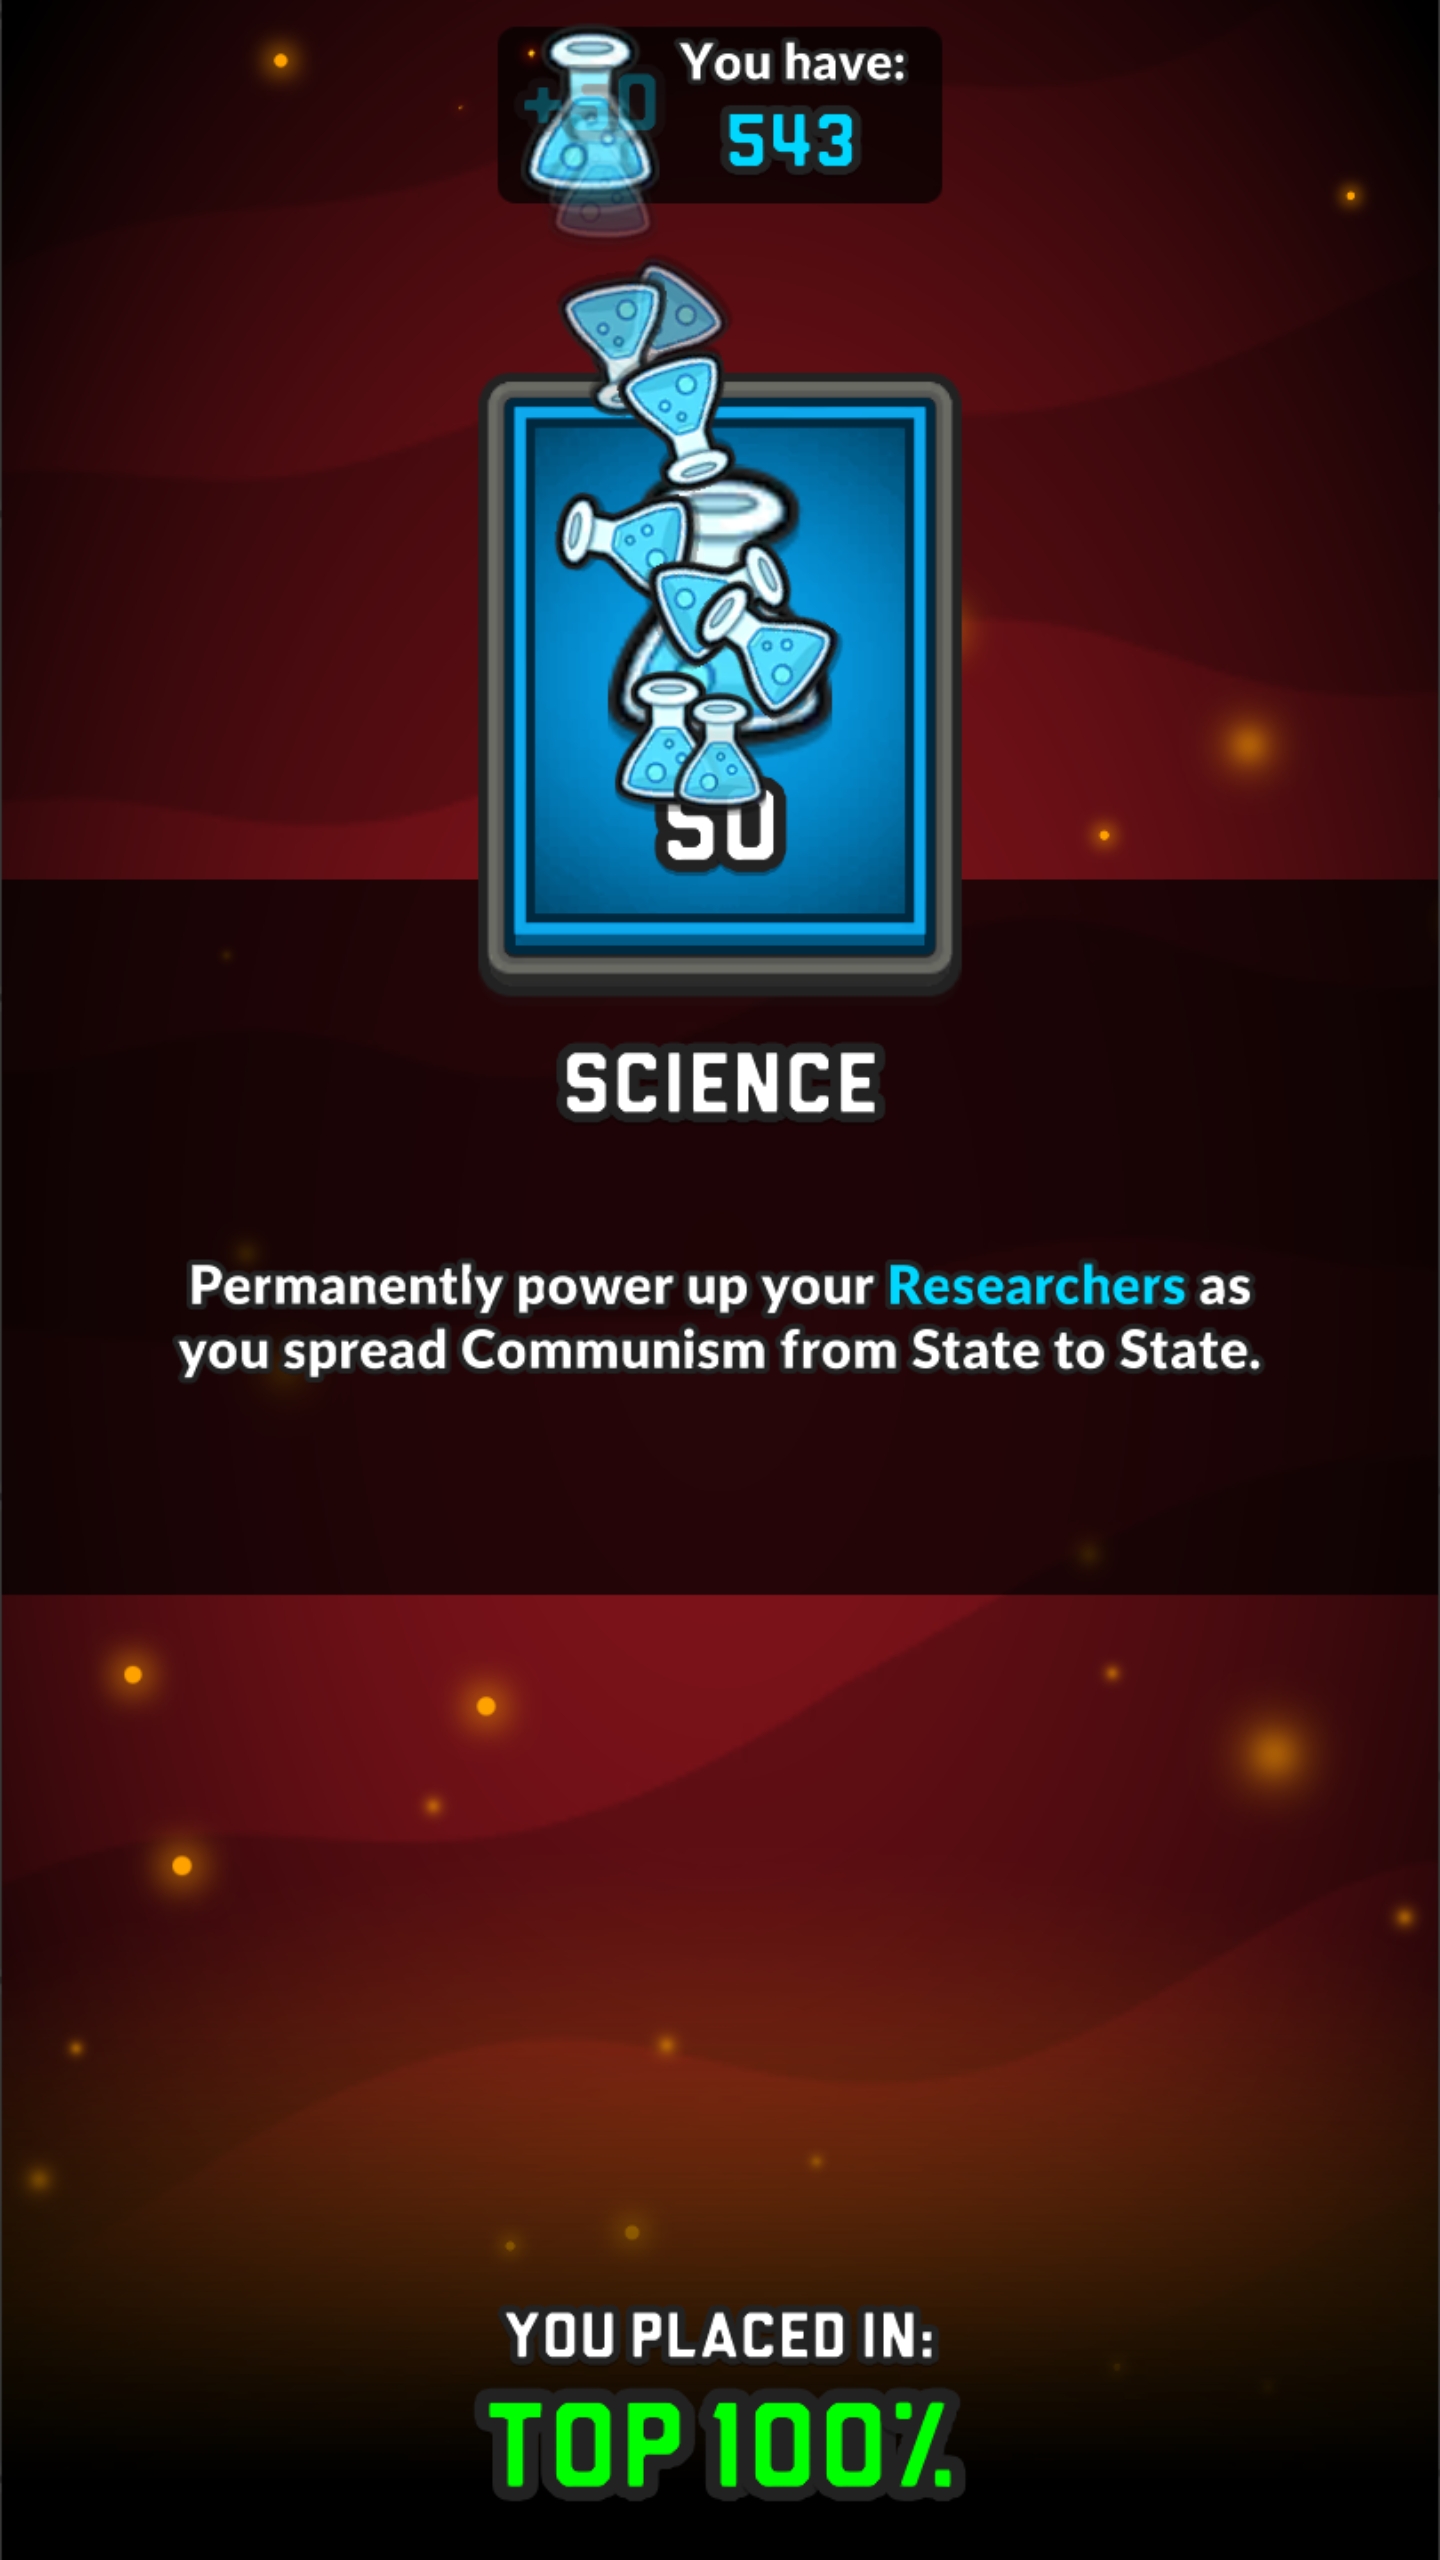 You have:
543
50
SCIENCE
Permanently power up your Researchers as
you spread Communism from State to State.
YOU PLACED IN:
TOP 100%